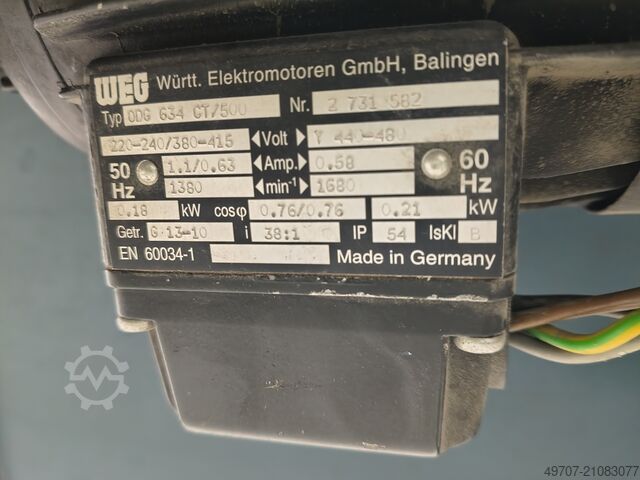 WEG Württ. Elektromotoren GmbH, Balingen
Typ ODG 634 CT/500 Nr. 2 731 582
220-240/380-415 Volt Y 440-480
50 Hz 1.1/0.63 Amp. 0.58 60 Hz
1380 min-1 1680
0.18 kW cosφ 0.76/0.76 0.21 kW
Getr. G 13-10 i 38:1 IP 54 IsKl B
EN 60034-1 Made in Germany
49707-21083077